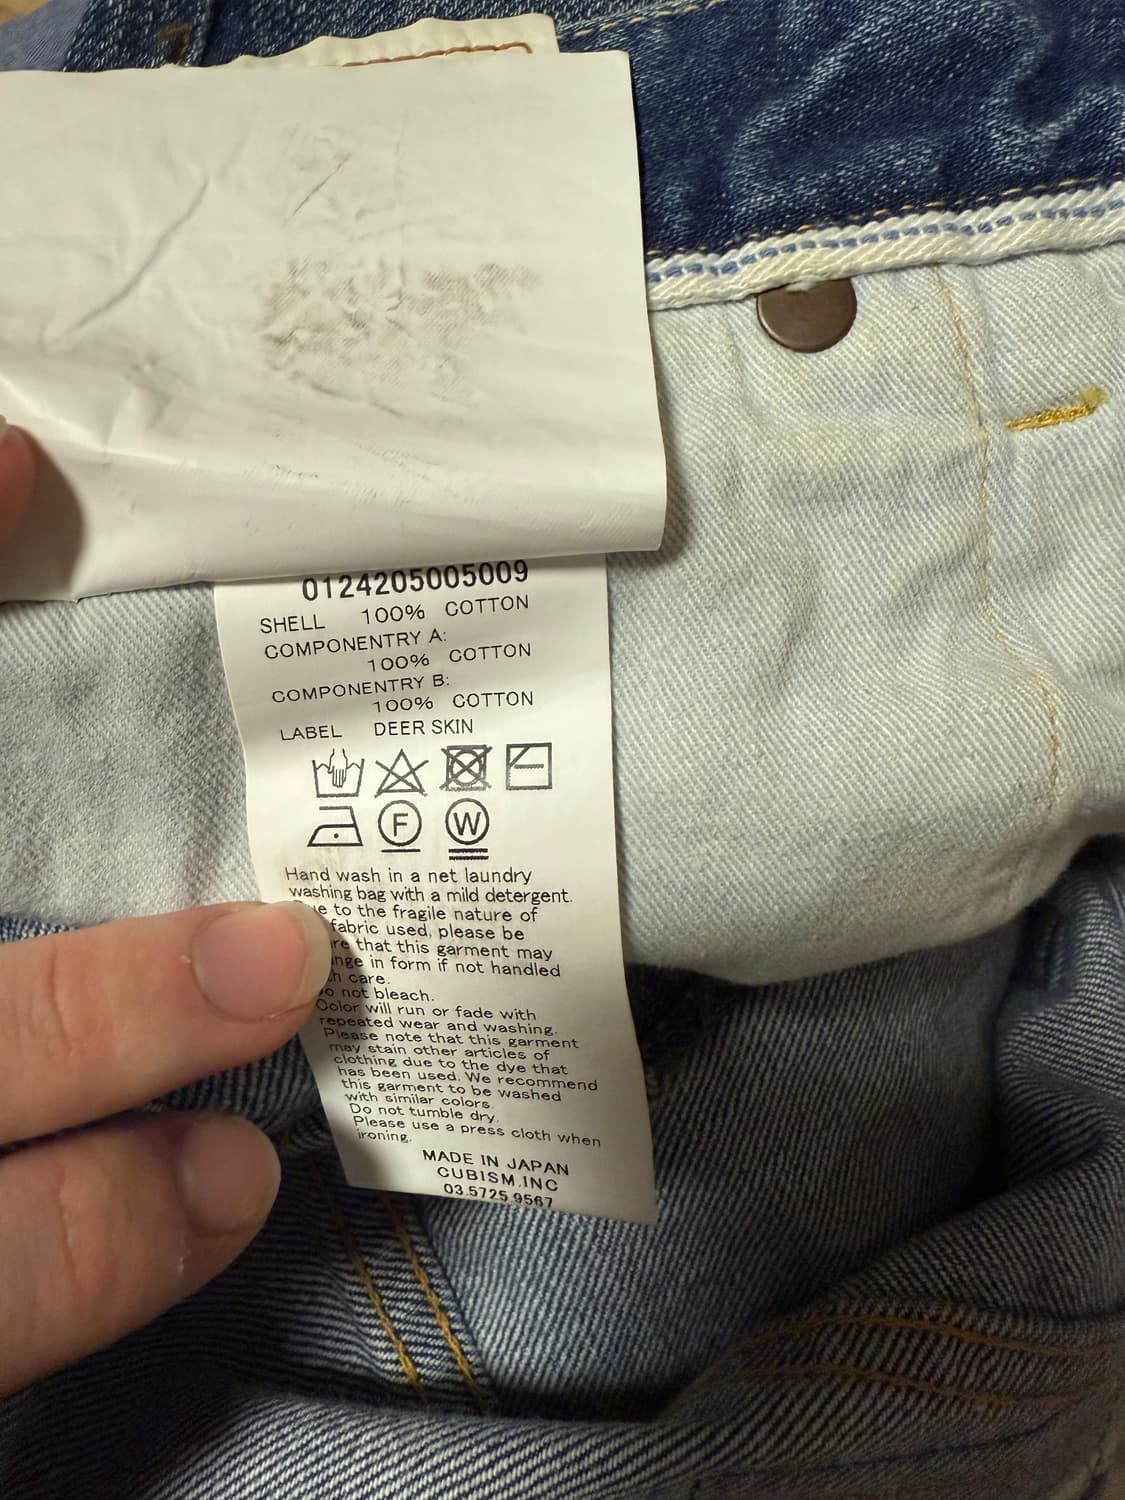 0124205005009
SHELL 100% COTTON
COMPONENTRY A:
100% COTTON
COMPONENTRY B:
100% COTTON
LABEL DEER SKIN
F W
Hand wash in a net laundry
washing bag with a mild detergent.
to the fragile nature of
fabric used, please be
that this garment may
in form if not handled
care.
not bleach.
Color will run or fade with
repeated wear and washing.
Please note that this garment
may stain other articles of
clothing due to the dye that
has been used. We recommend
this garment to be washed
with similar colors.
Do not tumble dry.
Please use a press cloth when
ironing.
MADE IN JAPAN
CUBISM.INC
03.5725.9567